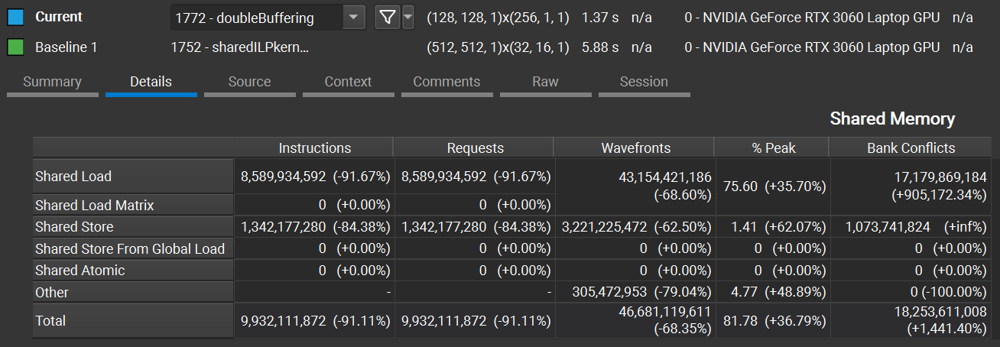 Current 1772 - doubleBuffering (128, 128, 1)x(256, 1, 1) 1.37 s n/a 0 - NVIDIA GeForce RTX 3060 Laptop GPU n/a
Baseline 1 1752 - sharedILPkern... (512, 512, 1)x(32, 16, 1) 5.88 s n/a 0 - NVIDIA GeForce RTX 3060 Laptop GPU n/a
Summary Details Source Context Comments Raw Session
Shared Memory
Instructions Requests Wavefronts % Peak Bank Conflicts
Shared Load 8,589,934,592 (-91.67%) 8,589,934,592 (-91.67%) 43,154,421,186 (-68.60%) 75.60 (+35.70%) 17,179,869,184 (+905,172.34%)
Shared Load Matrix 0 (+0.00%) 0 (+0.00%)
Shared Store 1,342,177,280 (-84.38%) 1,342,177,280 (-84.38%) 3,221,225,472 (-62.50%) 1.41 (+62.07%) 1,073,741,824 (+inf%)
Shared Store From Global Load 0 (+0.00%) 0 (+0.00%) 0 (+0.00%) 0 (+0.00%) 0 (+0.00%)
Shared Atomic 0 (+0.00%) 0 (+0.00%) 0 (+0.00%) 0 (+0.00%) 0 (+0.00%)
Other - - 305,472,953 (-79.04%) 4.77 (+48.89%) 0 (-100.00%)
Total 9,932,111,872 (-91.11%) 9,932,111,872 (-91.11%) 46,681,119,611 (-68.35%) 81.78 (+36.79%) 18,253,611,008 (+1,441.40%)